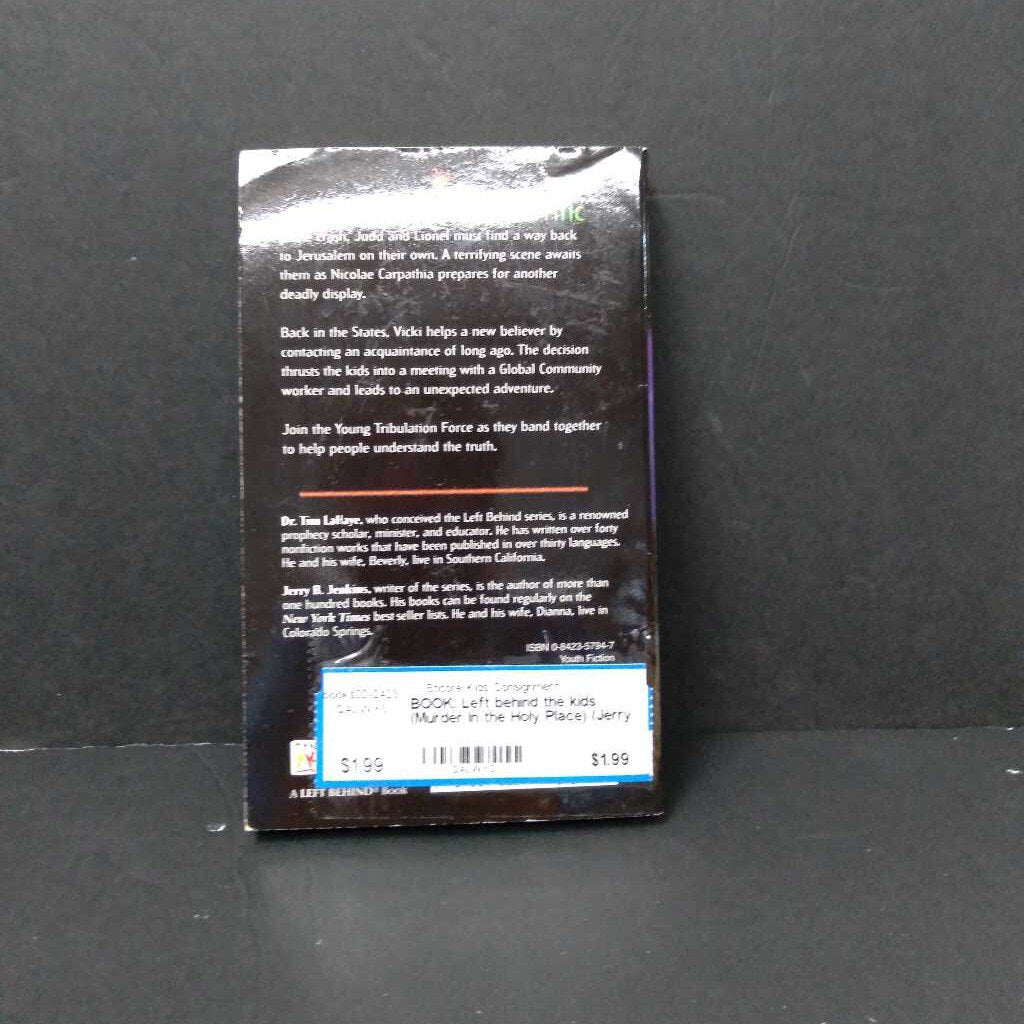 Judd and Lionel must find a way back
to Jerusalem on their own. A terrifying scene awaits
them as Nicolae Carpathia prepares for another
deadly display.
Back in the States, Vicki helps a new believer by
contacting an acquaintance of long ago. The decision
thrusts the kids into a meeting with a Global Community
worker and leads to an unexpected adventure.
Join the Young Tribulation Force as they band together
to help people understand the truth.
Dr. Tim LaHaye, who conceived the Left Behind series, is a renowned
prophecy scholar, minister, and educator. He has written over forty
nonfiction works that have been published in over thirty languages.
He and his wife, Beverly, live in Southern California.
Jerry B. Jenkins, writer of the series, is the author of more than
one hundred books. His books can be found regularly on the
New York Times best seller lists. He and his wife, Dianna, live in
Colorado Springs.
ISBN 0-8423-5794-7
Youth Fiction
Encore Kids Consignment
BOOK: Left behind the kids
(Murder in the Holy Place) (Jerry
$1.99
$1.99
A LEFT BEHIND® Book